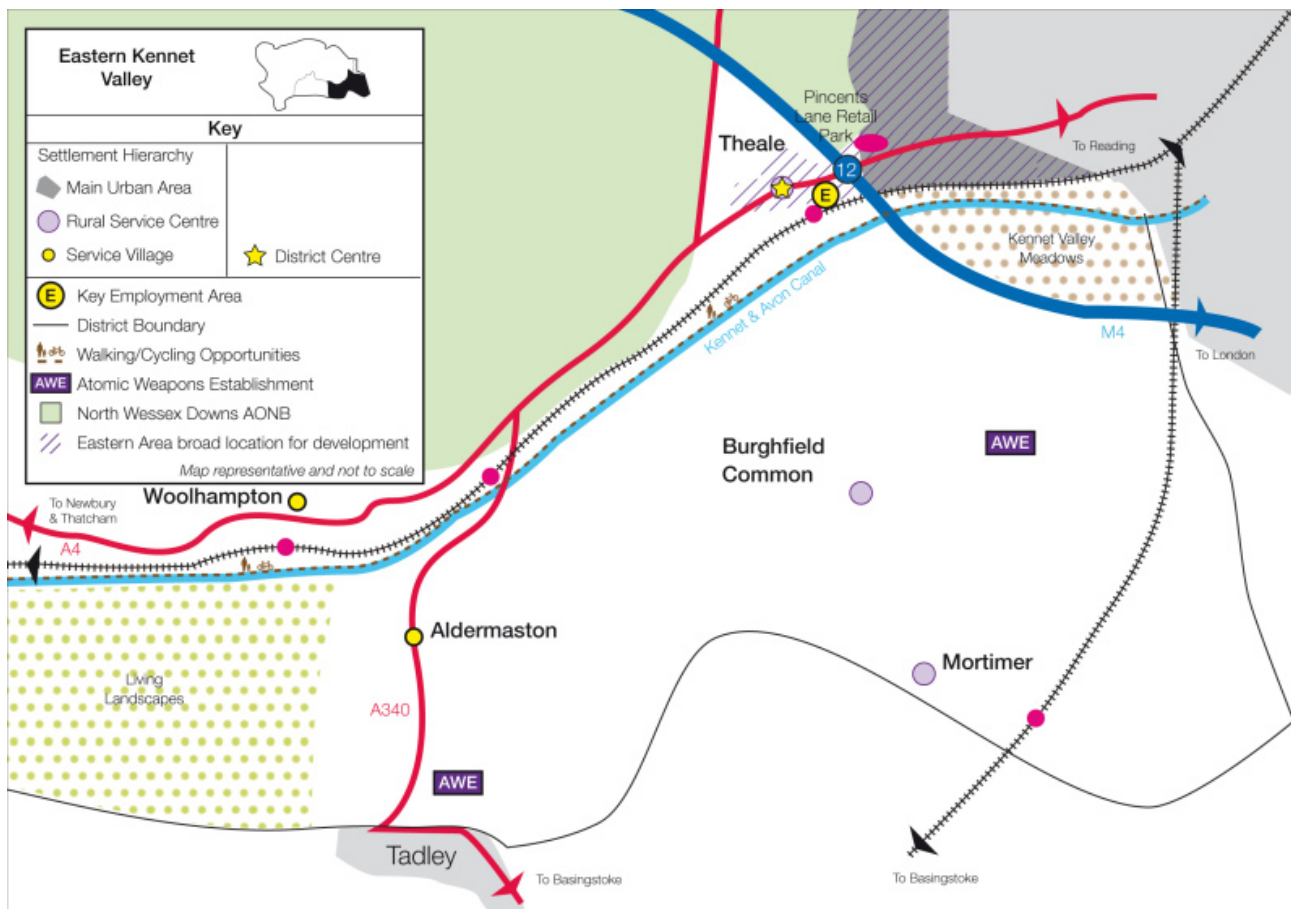 Eastern Kennet
Valley
Key
Settlement Hierarchy
Main Urban Area
Rural Service Centre
Service Village
District Centre
E
Key Employment Area
District Boundary
Walking/Cycling Opportunities
AWE
Atomic Weapons Establishment
North Wessex Downs AONB
Eastern Area broad location for development
Map representative and not to scale
Pincents
Lane Retail
Park
Theale
12
E
To Reading
Kennet Valley
Meadows
Kennet & Avon Canal
M4
To London
Burghfield
Common
AWE
Woolhampton
To Newbury
& Thatcham
A4
Aldermaston
Living
Landscapes
A340
Mortimer
AWE
Tadley
To Basingstoke
To Basingstoke